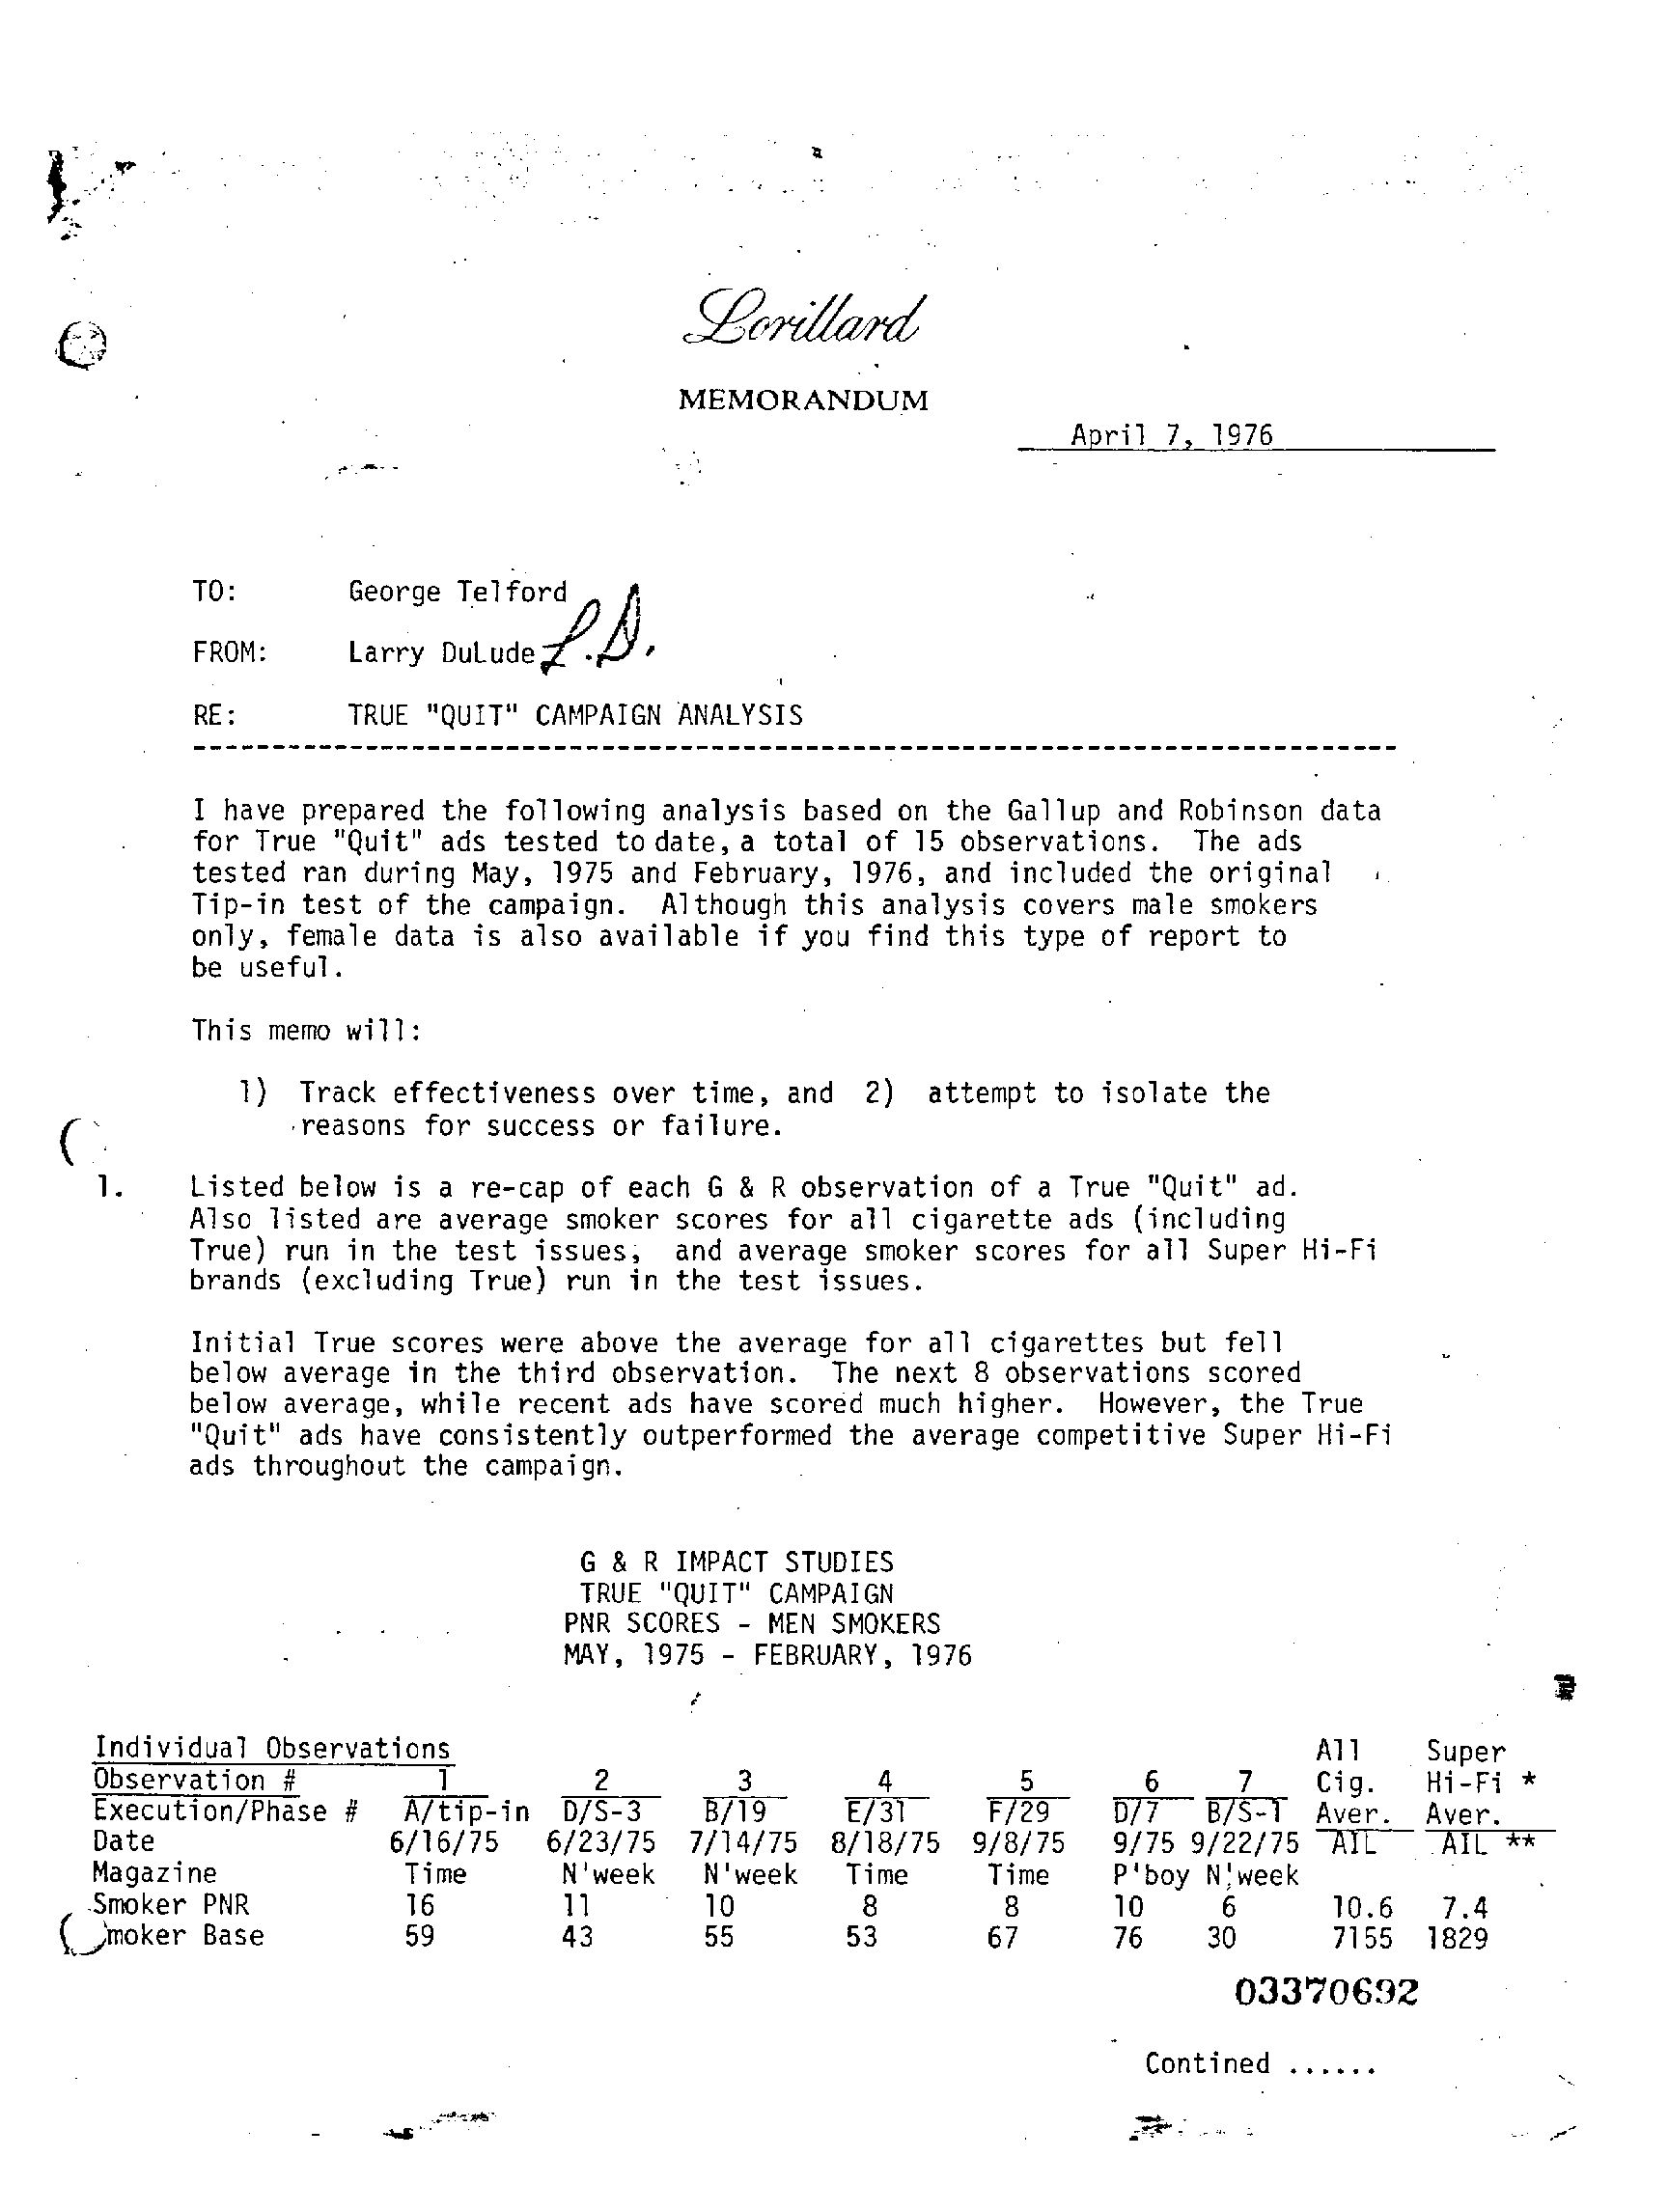 Lorillard
MEMORANDUM
April 7, 1976
TO: George Telford
FROM: Larry DuLude L.D.
RE: TRUE "QUIT" CAMPAIGN ANALYSIS
I have prepared the following analysis based on the Gallup and Robinson data
for True "Quit" ads tested to date, a total of 15 observations. The ads
tested ran during May, 1975 and February, 1976, and included the original
Tip-in test of the campaign. Although this analysis covers male smokers
only, female data is also available if you find this type of report to
be useful.
This memo will:
1) Track effectiveness over time, and 2) attempt to isolate the
reasons for success or failure.
1. Listed below is a re-cap of each G & R observation of a True "Quit" ad.
Also listed are average smoker scores for all cigarette ads (including
True) run in the test issues, and average smoker scores for all Super Hi-Fi
brands (excluding True) run in the test issues.
Initial True scores were above the average for all cigarettes but fell
below average in the third observation. The next 8 observations scored
below average, while recent ads have scored much higher. However, the True
"Quit" ads have consistently outperformed the average competitive Super Hi-Fi
ads throughout the campaign.
G & R IMPACT STUDIES
TRUE "QUIT" CAMPAIGN
PNR SCORES - MEN SMOKERS
MAY, 1975 - FEBRUARY, 1976
Individual Observations All Super
Observation # 1 2 3 4 5 6 7 Cig. Hi-Fi *
Execution/Phase # A/tip-in D/S-3 B/19 E/31 F/29 D/7 B/S-1 Aver. Aver.
Date 6/16/75 6/23/75 7/14/75 8/18/75 9/8/75 9/75 9/22/75 AIL AIL **
Magazine Time N'week N'week Time Time P'boy N'week
Smoker PNR 16 11 10 8 8 10 6 10.6 7.4
moker Base 59 43 55 53 67 76 30 7155 1829
03370692
Contined ......